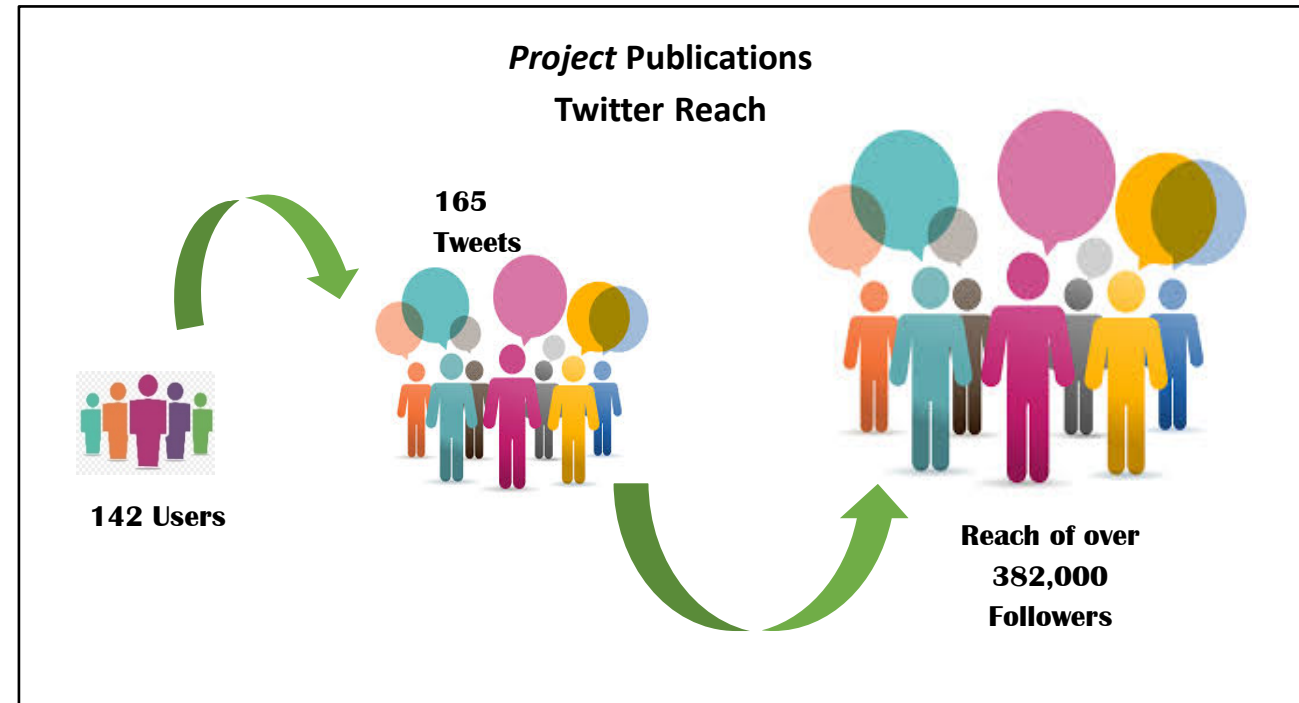 Project Publications
Twitter Reach
165
Tweets
142 Users
Reach of over
382,000
Followers